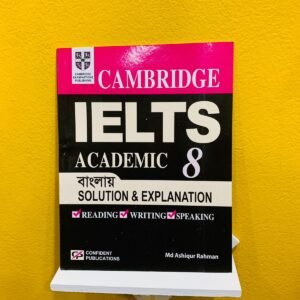 CAMBRIDGE
IELTS
ACADEMIC 8
বাংলায়
SOLUTION & EXPLANATION
READING WRITING SPEAKING
CONFIDENT
PUBLICATIONS
Md Ashiqur Rahman